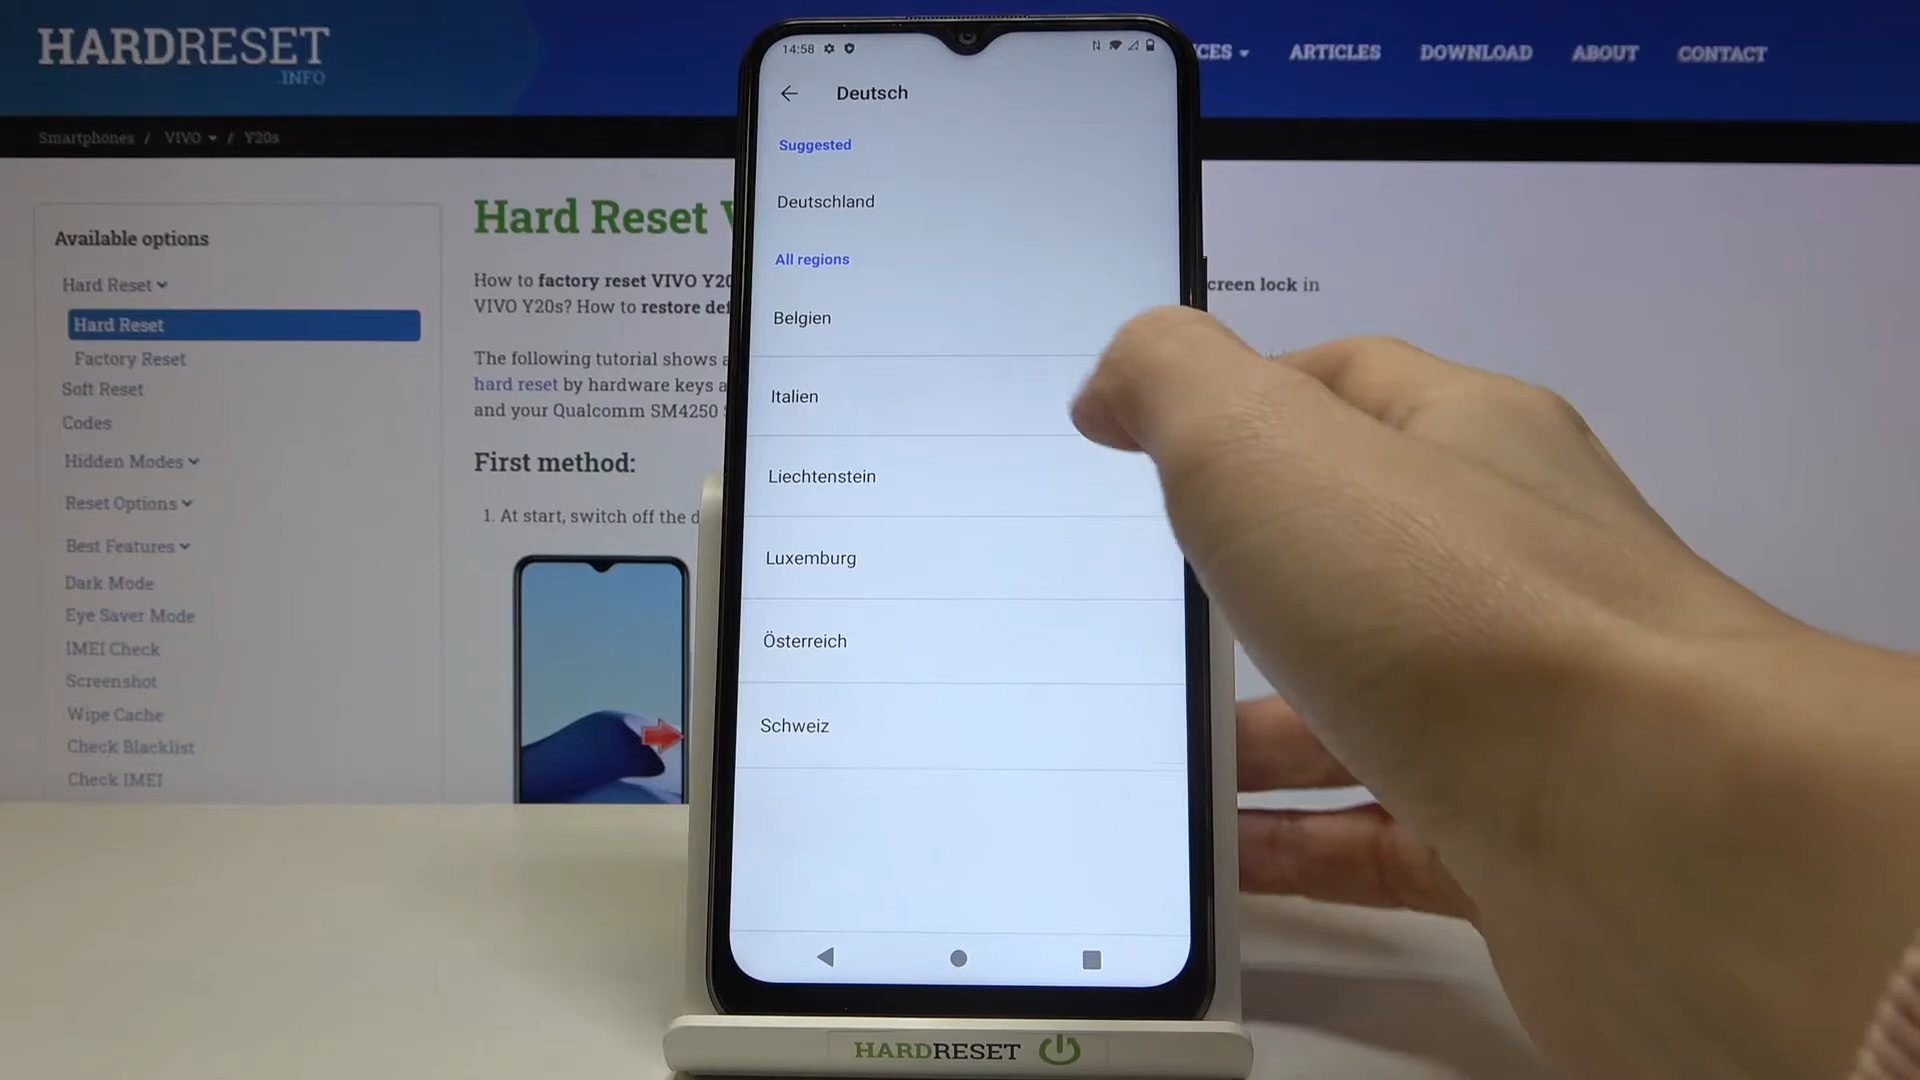 HARDRESET
.INFO
ARTICLES
DOWNLOAD
ABOUT
CONTACT
Smartphones / VIVO / Y20s
Available options
Hard Reset
Hard Reset
Factory Reset
Soft Reset
Codes
Hidden Modes
Reset Options
Best Features
Dark Mode
Eye Saver Mode
IMEI Check
Screenshot
Wipe Cache
Check Blacklist
Check IMEI
Hard Reset
How to factory reset VIVO
screen lock in
VIVO Y20s? How to restore
The following tutorial shows
hard reset by hardware keys
and your Qualcomm SM4250
First method:
1. At start, switch off the
14:58
Deutsch
Suggested
Deutschland
All regions
Belgien
Italien
Liechtenstein
Luxemburg
Österreich
Schweiz
HARDRESET